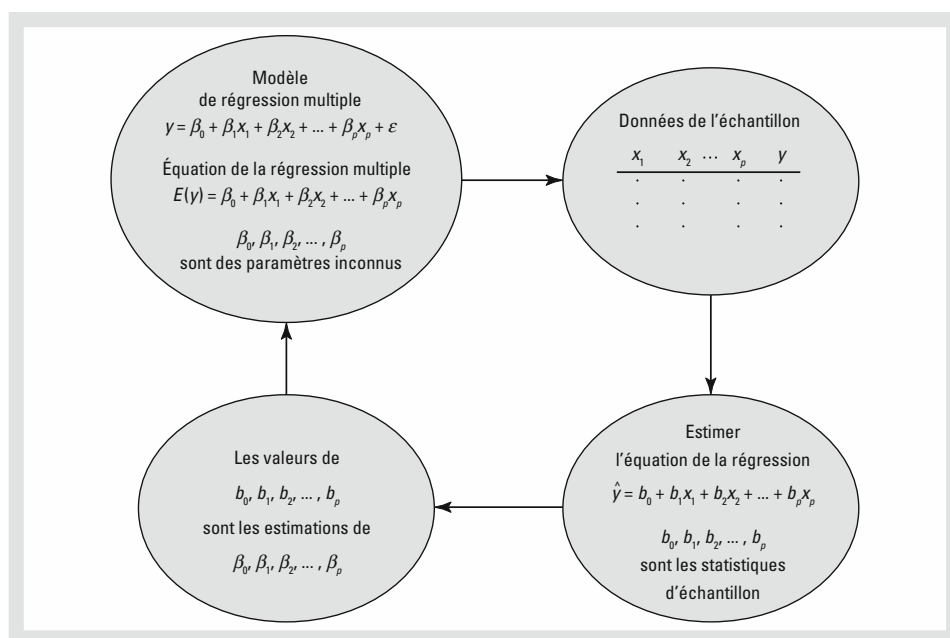 Modèle
de régression multiple
y = β₀ + β₁x₁ + β₂x₂ + ... + βₚxₚ + ε
Équation de la régression multiple
E(y) = β₀ + β₁x₁ + β₂x₂ + ... + βₚxₚ
β₀, β₁, β₂, ... , βₚ
sont des paramètres inconnus
Données de l'échantillon
x₁ x₂ ... xₚ y
. . . .
. . . .
. . . .
Estimer
l'équation de la régression
ŷ = b₀ + b₁x₁ + b₂x₂ + ... + bₚxₚ
b₀, b₁, b₂, ... , bₚ
sont les statistiques
d'échantillon
Les valeurs de
b₀, b₁, b₂, ... , bₚ
sont les estimations de
β₀, β₁, β₂, ... , βₚ